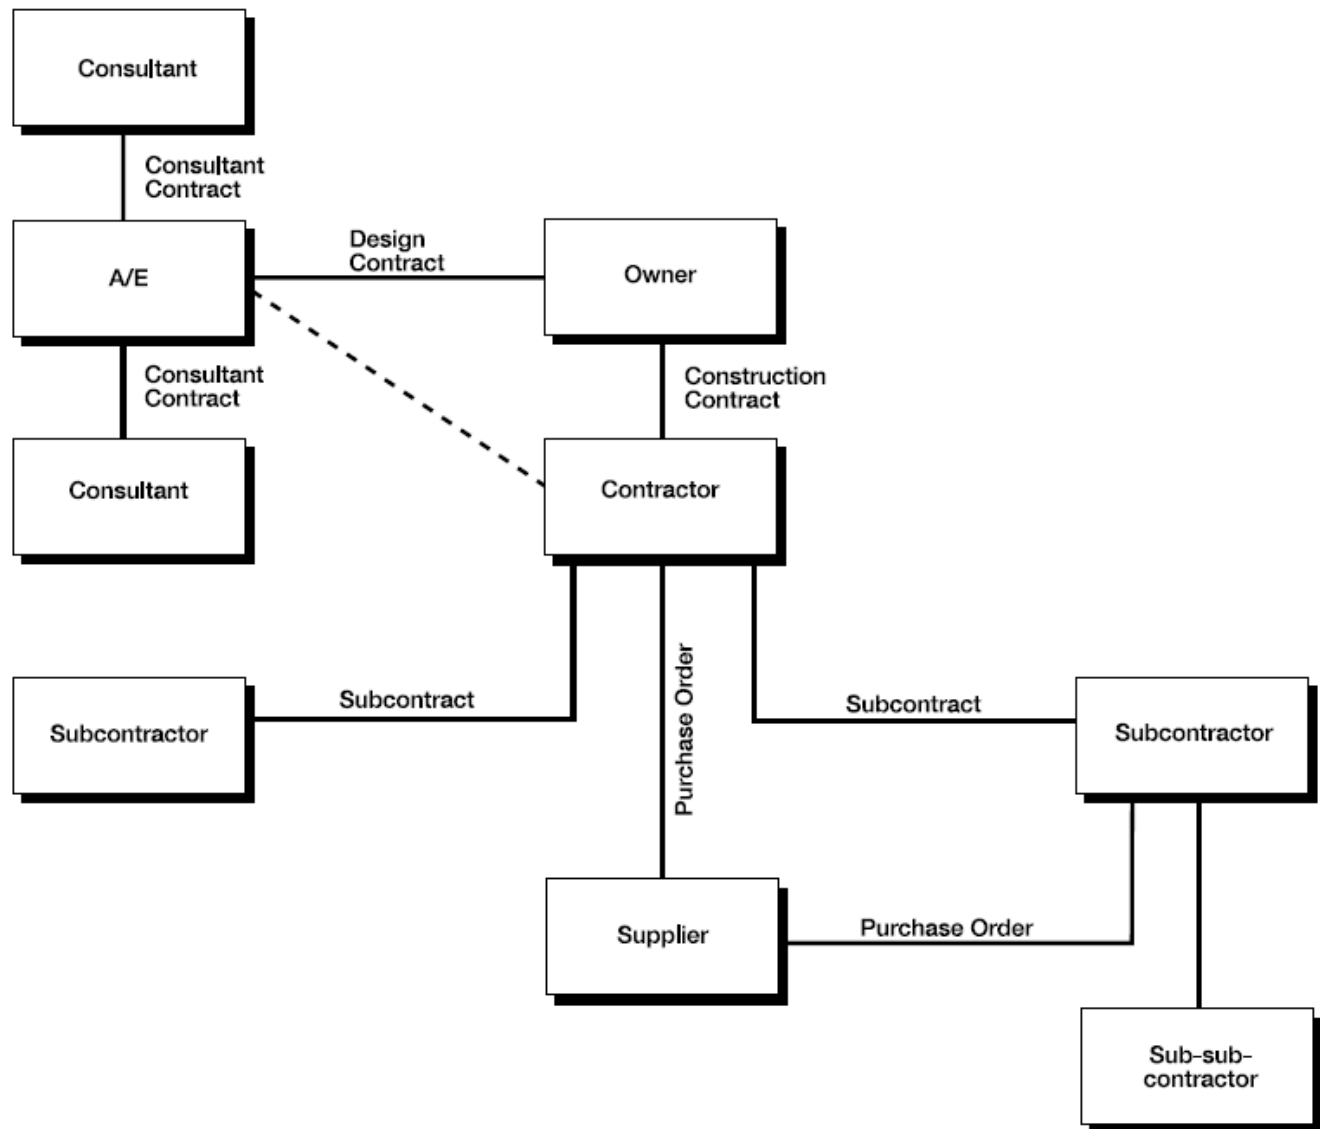 Consultant
Consultant
Contract
A/E
Design
Contract
Owner
Consultant
Contract
Construction
Contract
Consultant
Contractor
Subcontractor
Subcontract
Purchase Order
Subcontract
Subcontractor
Supplier
Purchase Order
Sub-sub-
contractor